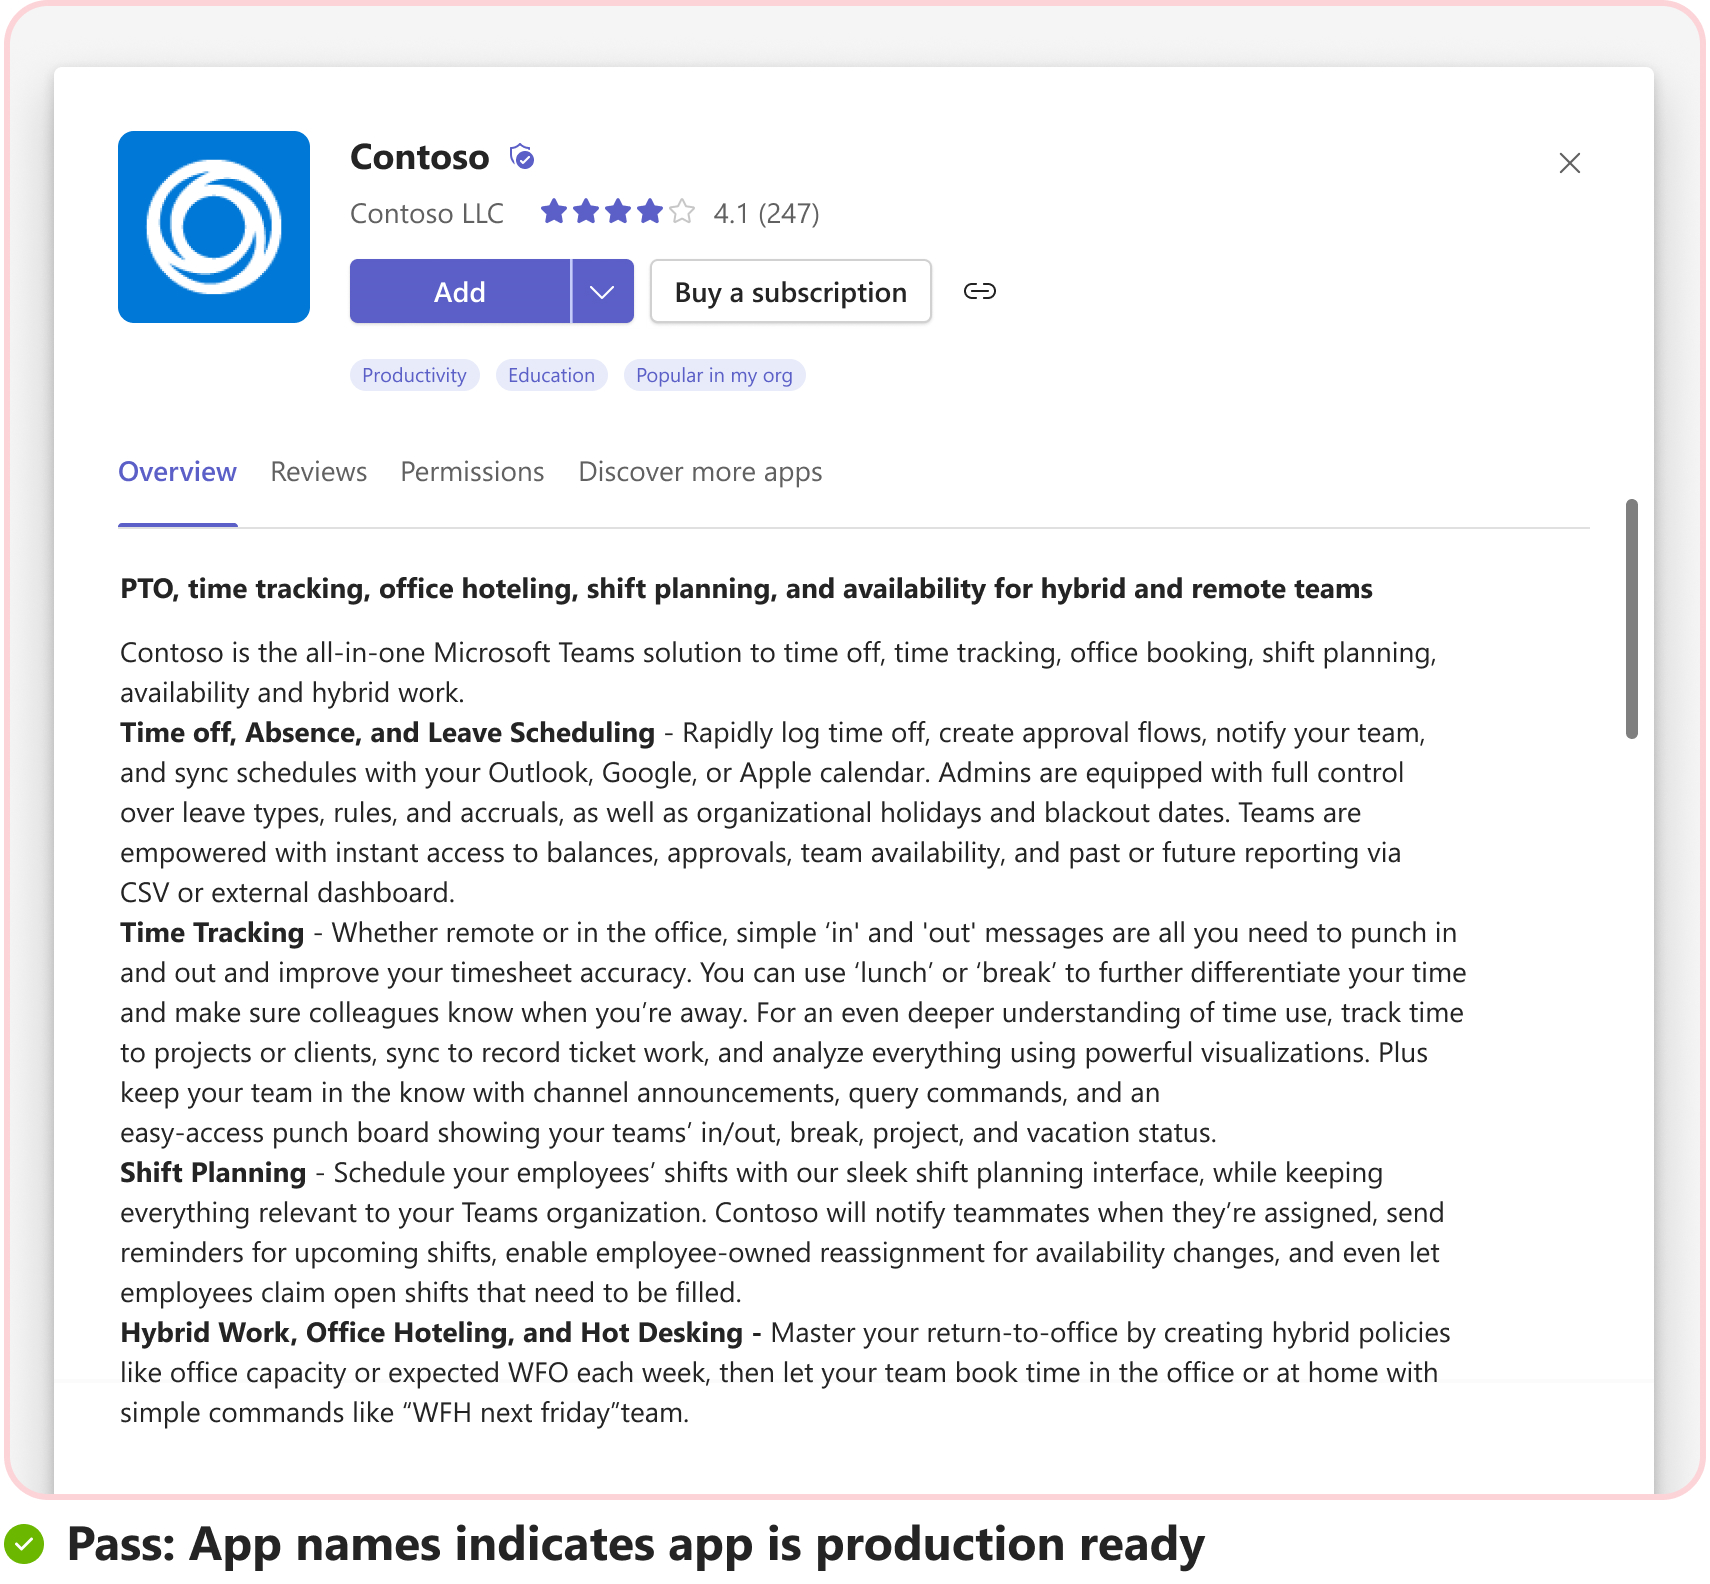 Contoso
Contoso LLC 4.1 (247)
Add Buy a subscription
Productivity Education Popular in my org
Overview Reviews Permissions Discover more apps
PTO, time tracking, office hoteling, shift planning, and availability for hybrid and remote teams
Contoso is the all-in-one Microsoft Teams solution to time off, time tracking, office booking, shift planning,
availability and hybrid work.
Time off, Absence, and Leave Scheduling - Rapidly log time off, create approval flows, notify your team,
and sync schedules with your Outlook, Google, or Apple calendar. Admins are equipped with full control
over leave types, rules, and accruals, as well as organizational holidays and blackout dates. Teams are
empowered with instant access to balances, approvals, team availability, and past or future reporting via
CSV or external dashboard.
Time Tracking - Whether remote or in the office, simple ‘in' and 'out' messages are all you need to punch in
and out and improve your timesheet accuracy. You can use ‘lunch’ or ‘break’ to further differentiate your time
and make sure colleagues know when you’re away. For an even deeper understanding of time use, track time
to projects or clients, sync to record ticket work, and analyze everything using powerful visualizations. Plus
keep your team in the know with channel announcements, query commands, and an
easy-access punch board showing your teams’ in/out, break, project, and vacation status.
Shift Planning - Schedule your employees’ shifts with our sleek shift planning interface, while keeping
everything relevant to your Teams organization. Contoso will notify teammates when they’re assigned, send
reminders for upcoming shifts, enable employee-owned reassignment for availability changes, and even let
employees claim open shifts that need to be filled.
Hybrid Work, Office Hoteling, and Hot Desking - Master your return-to-office by creating hybrid policies
like office capacity or expected WFO each week, then let your team book time in the office or at home with
simple commands like “WFH next friday”team.
Pass: App names indicates app is production ready